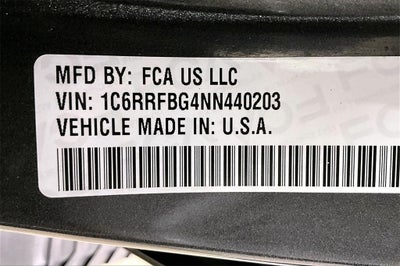 MFD BY: FCA US LLC
VIN: 1C6RRFBG4NN440203
VEHICLE MADE IN: U.S.A.